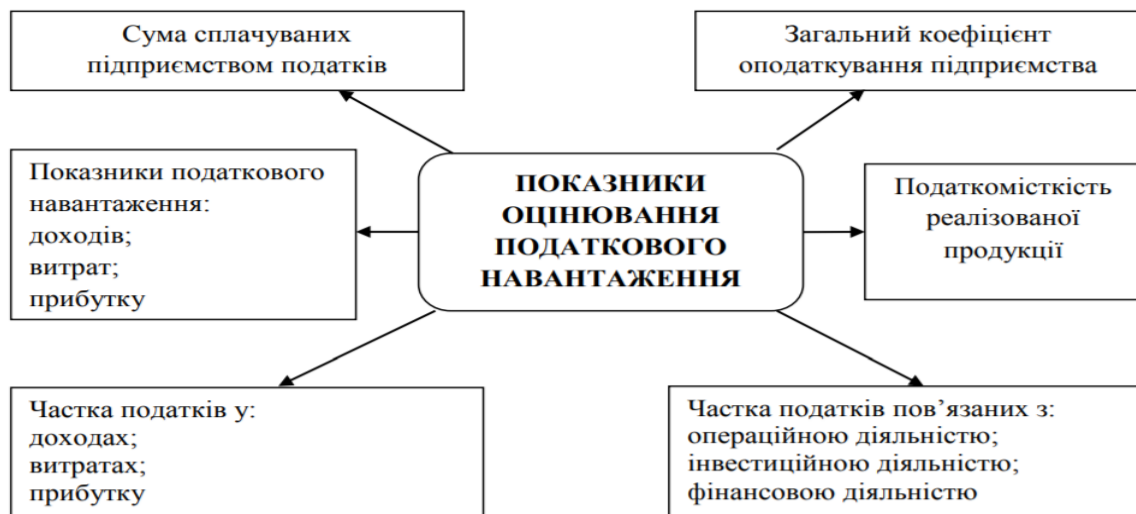 Сума сплачуваних
підприємством податків
Загальний коефіцієнт
оподаткування підприємства
Показники податкового
навантаження:
доходів;
витрат;
прибутку
ПОКАЗНИКИ
ОЦІНЮВАННЯ
ПОДАТКОВОГО
НАВАНТАЖЕННЯ
Податкомісткість
реалізованої
продукції
Частка податків у:
доходах;
витратах;
прибутку
Частка податків пов’язаних з:
операційною діяльністю;
інвестиційною діяльністю;
фінансовою діяльністю